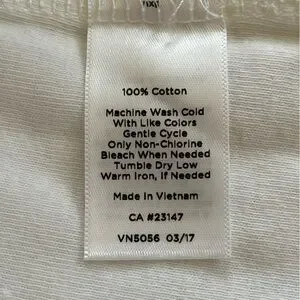 100% Cotton
Machine Wash Cold
With Like Colors
Gentle Cycle
Only Non-Chlorine
Bleach When Needed
Tumble Dry Low
Warm Iron, If Needed
Made in Vietnam
CA #23147
VN5056 03/17